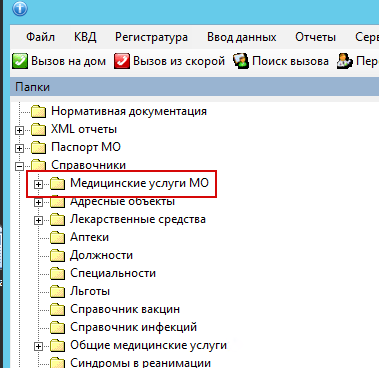 Файл КВД Регистратура Ввод данных Отчеты
Вызов на дом Вызов из скорой Поиск вызова
Папки
Нормативная документация
XML отчеты
Паспорт МО
Справочники
Медицинские услуги МО
Адресные объекты
Лекарственные средства
Аптеки
Должности
Специальности
Льготы
Справочник вакцин
Справочник инфекций
Общие медицинские услуги
Синдромы в реанимации